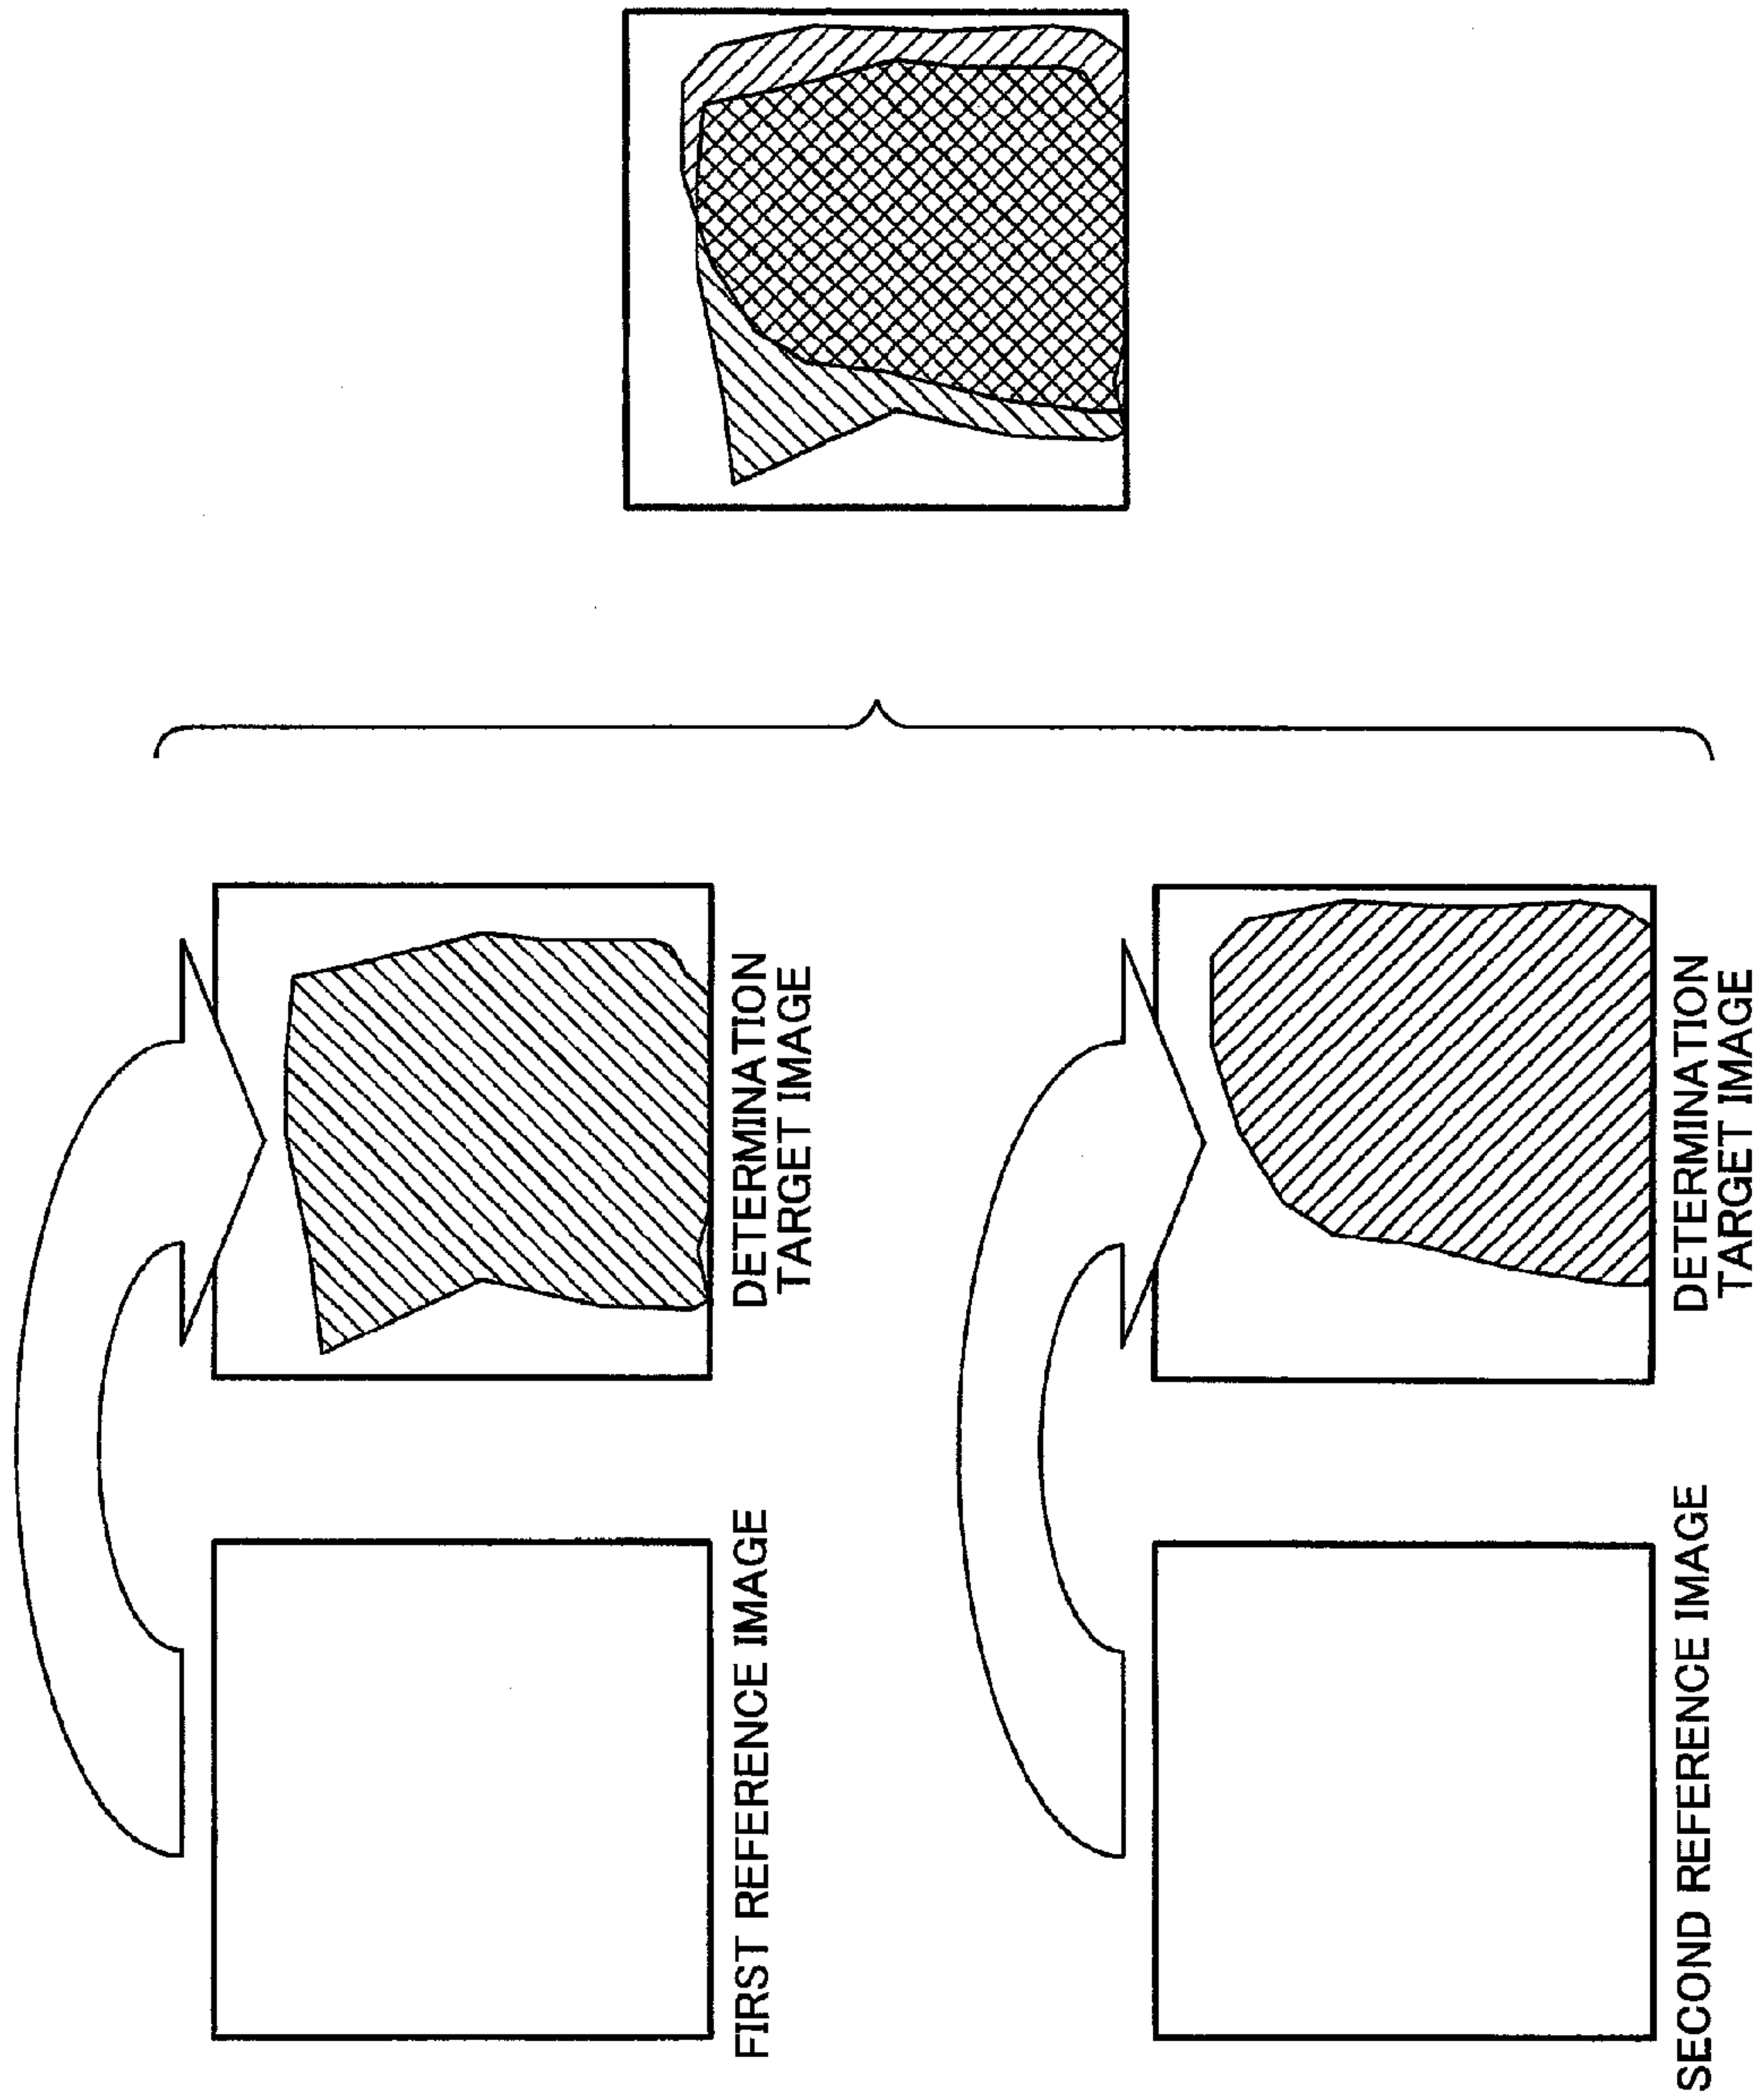 FIRST REFERENCE IMAGE
DETERMINATION
TARGET IMAGE
SECOND REFERENCE IMAGE
DETERMINATION
TARGET IMAGE